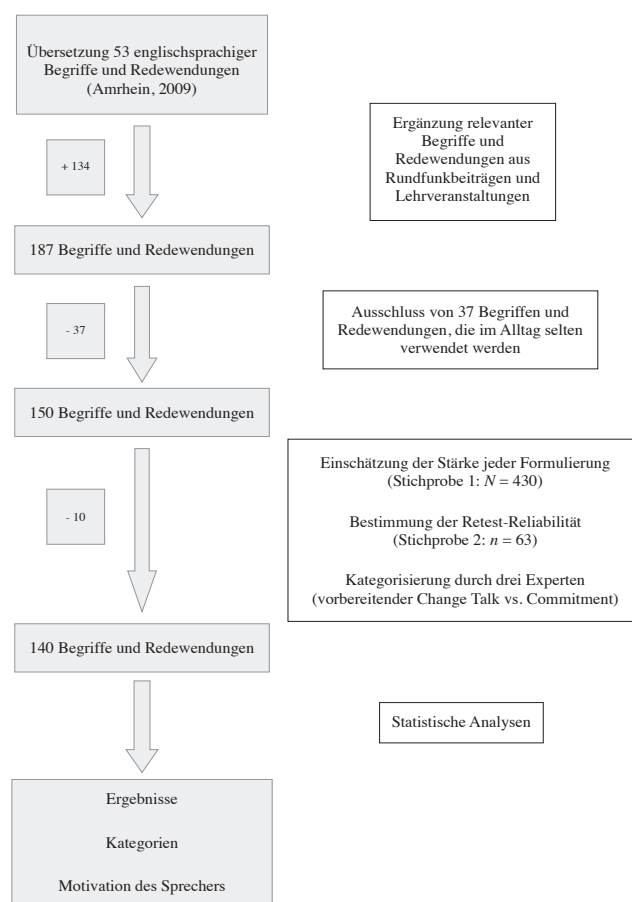 Übersetzung 53 englischsprachiger
Begriffe und Redewendungen
(Amrhein, 2009)
+ 134
Ergänzung relevanter
Begriffe und
Redewendungen aus
Rundfunkbeiträgen und
Lehrveranstaltungen
187 Begriffe und Redewendungen
- 37
Ausschluss von 37 Begriffen und
Redewendungen, die im Alltag selten
verwendet werden
150 Begriffe und Redewendungen
- 10
Einschätzung der Stärke jeder Formulierung
(Stichprobe 1: N = 430)
Bestimmung der Retest-Reliabilität
(Stichprobe 2: n = 63)
Kategorisierung durch drei Experten
(vorbereitender Change Talk vs. Commitment)
140 Begriffe und Redewendungen
Statistische Analysen
Ergebnisse
Kategorien
Motivation des Sprechers